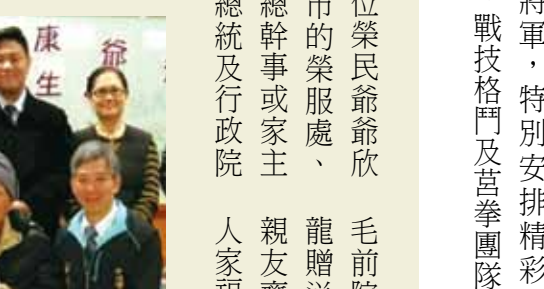 將軍，特別安排精彩
戰技格鬥及莒拳團隊
位榮民爺爺欣
市的榮服處、
總幹事或家主
總統及行政院
毛前院
龍贈
親友齊
人家
爺
康
生